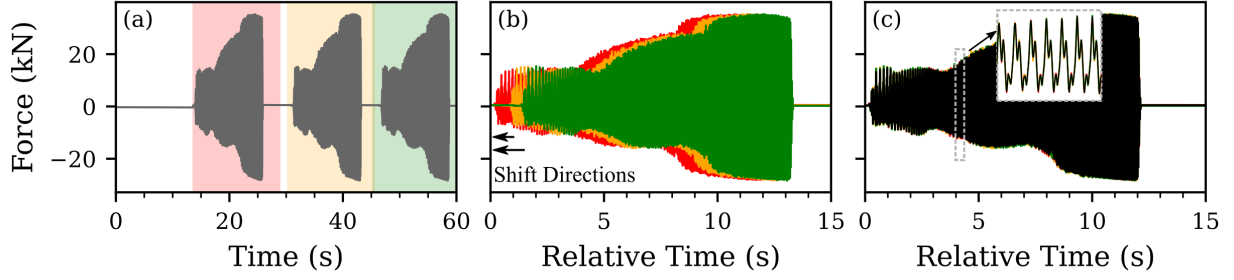 (a)
(b)
(c)
Force (kN)
20
0
−20
Shift Directions
0
20
40
60
0
5
10
15
0
5
10
15
Time (s)
Relative Time (s)
Relative Time (s)